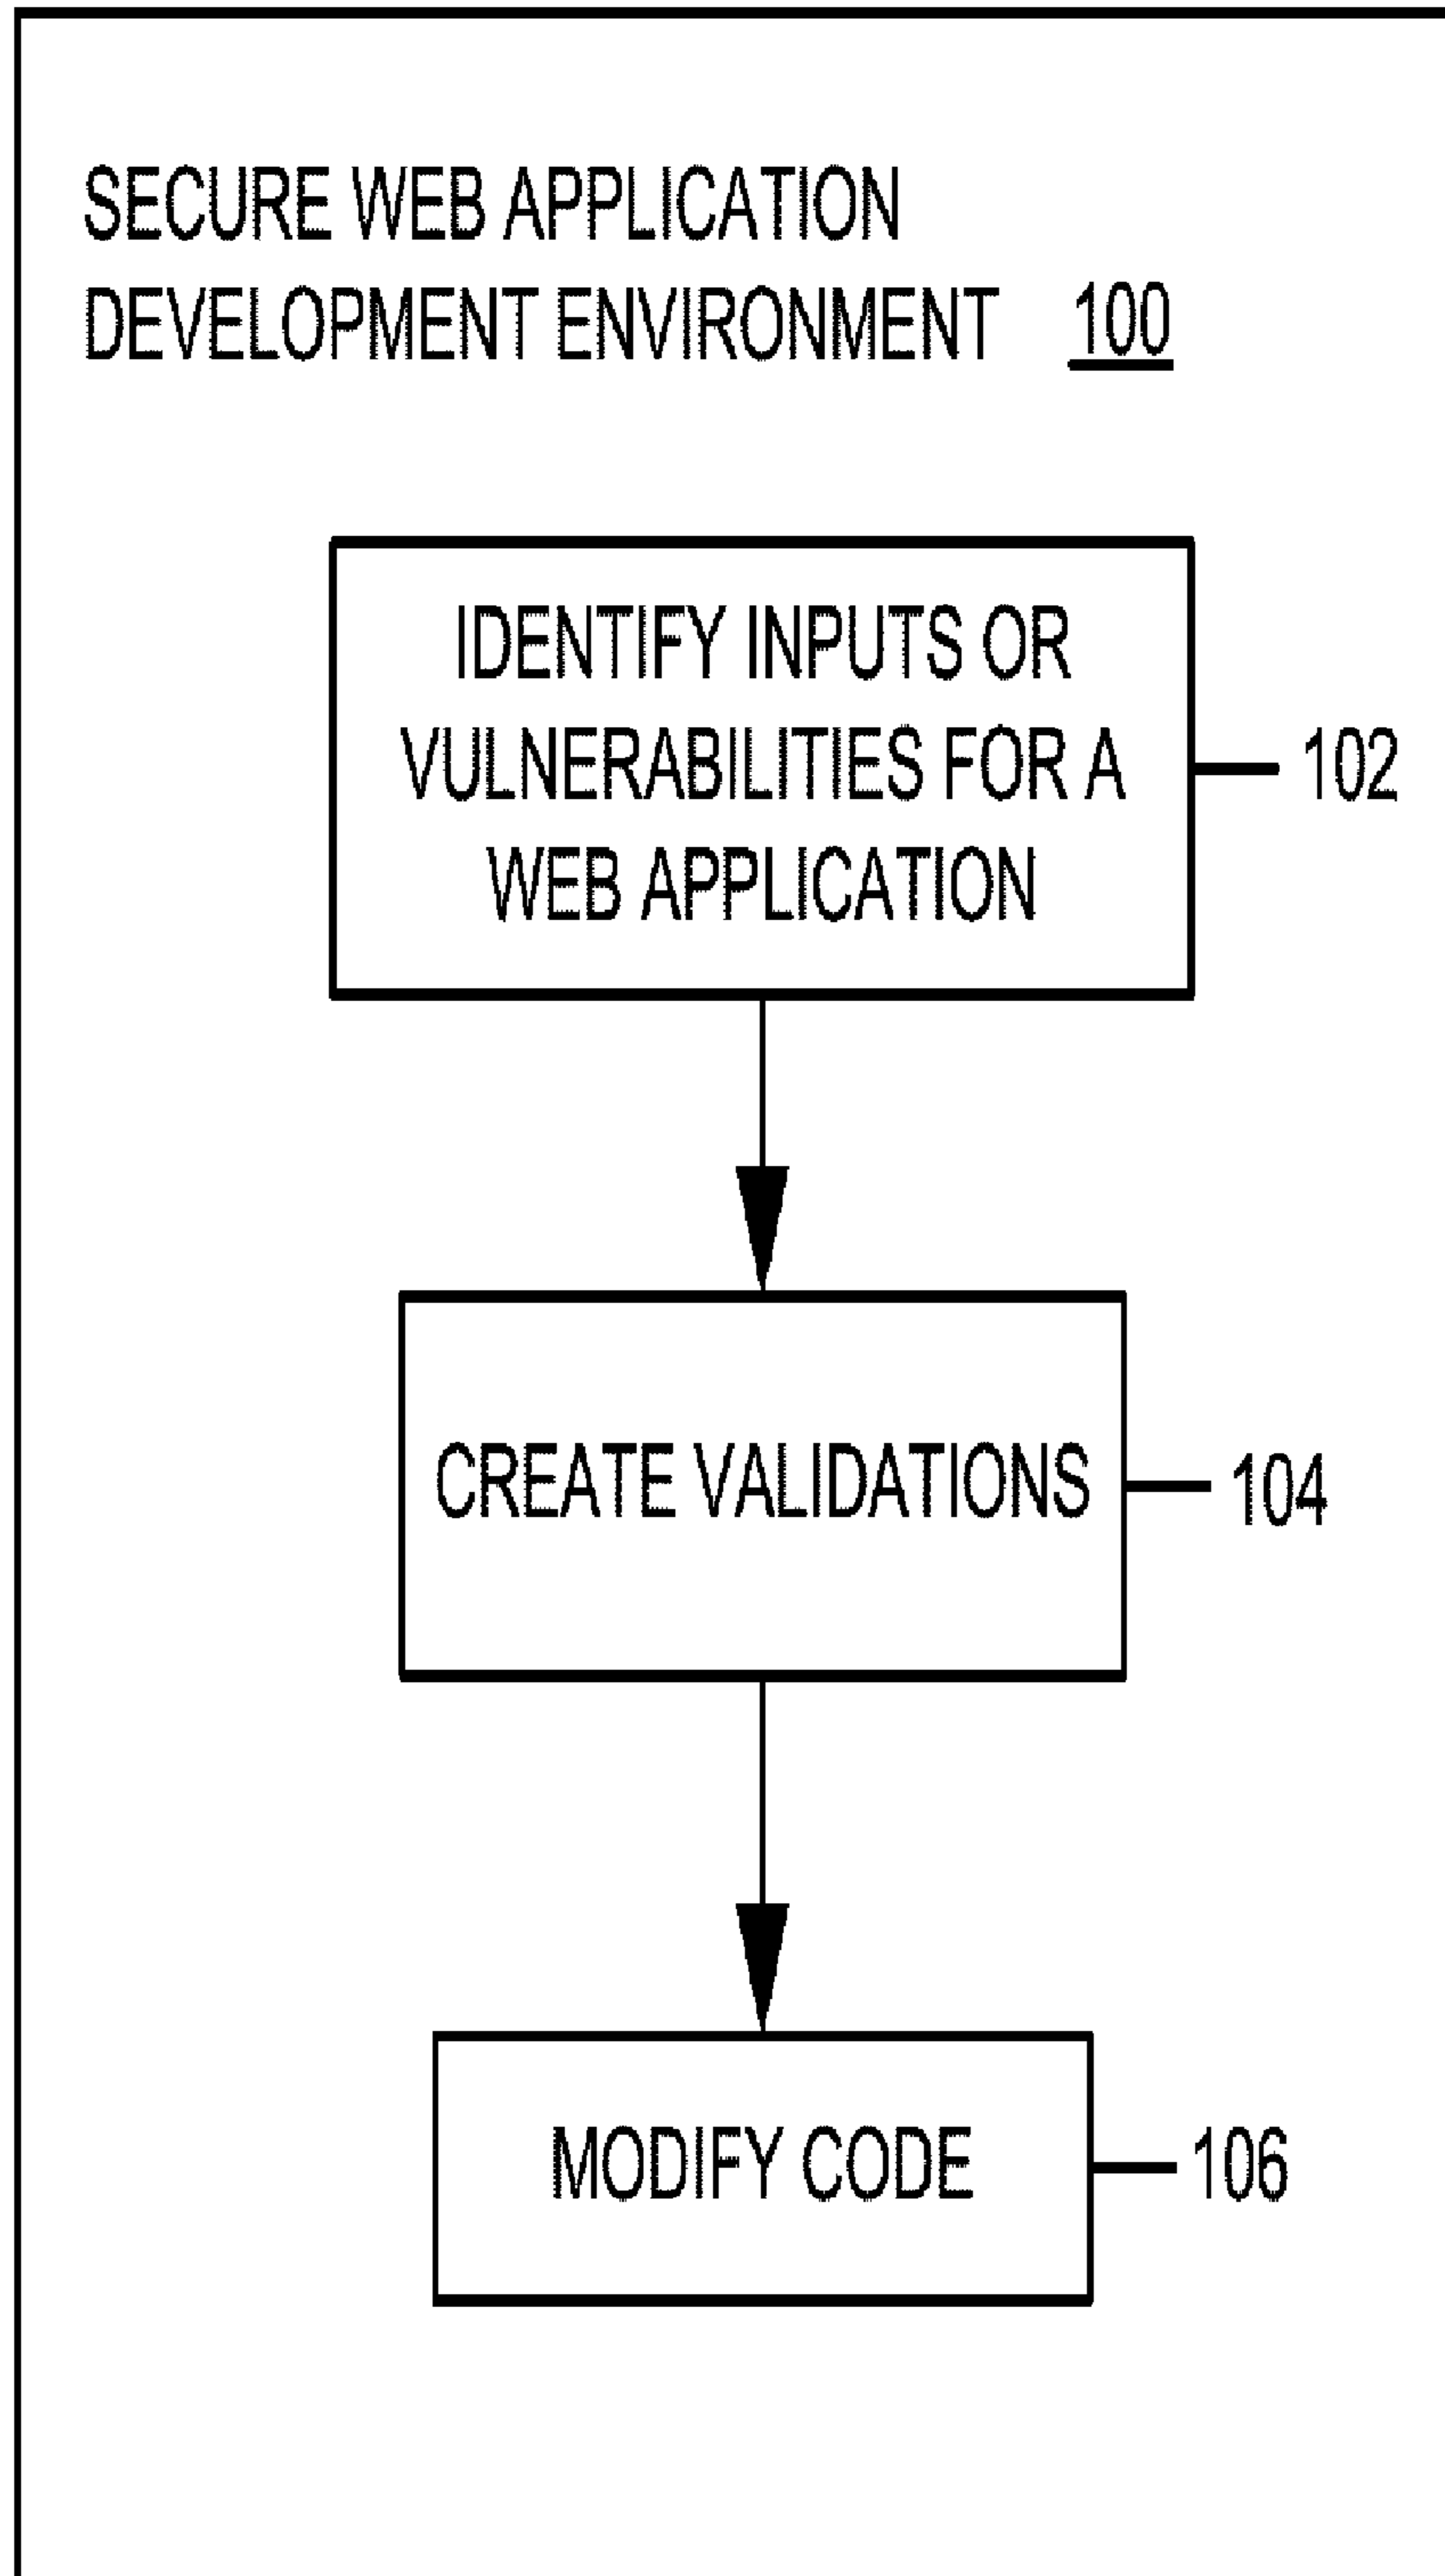 SECURE WEB APPLICATION
DEVELOPMENT ENVIRONMENT 100
IDENTIFY INPUTS OR
VULNERABILITIES FOR A
WEB APPLICATION
102
CREATE VALIDATIONS
104
MODIFY CODE
106